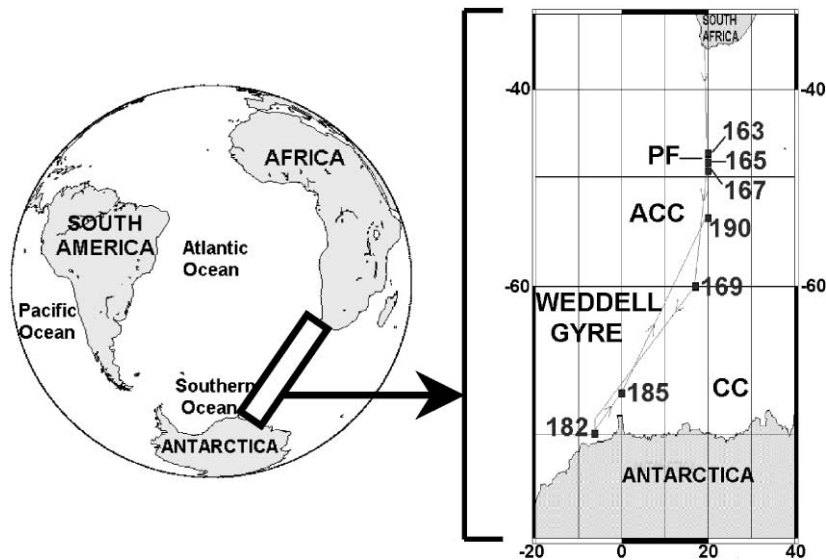 AFRICA
SOUTH
AMERICA
Atlantic
Ocean
Pacific
Ocean
Southern
Ocean
ANTARCTICA
SOUTH
AFRICA
-40
-40
163
PF
165
167
ACC
190
-60
169
-60
WEDDELL
GYRE
CC
185
182
ANTARCTICA
-20
0
20
40